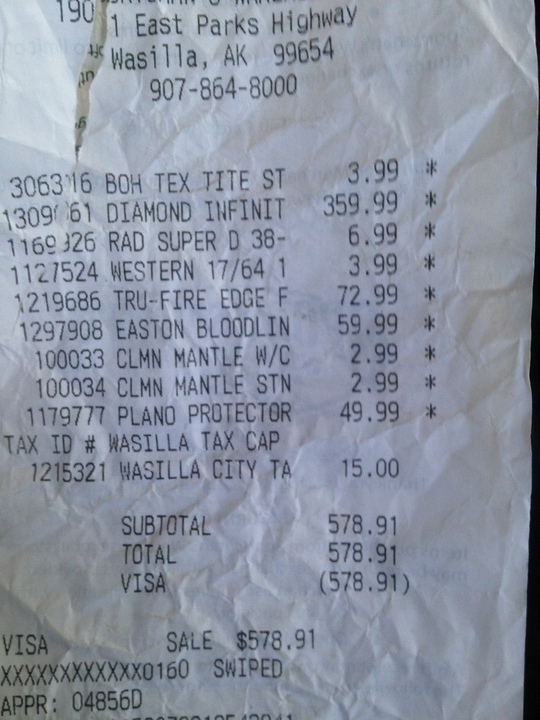 190
1 East Parks Highway
Wasilla, AK 99654
907-864-8000
306316 BOH TEX TITE ST 3.99 *
DIAMOND INFINIT 359.99 *
RAD SUPER D 38- 6.99 *
1127524 WESTERN 17/64 1 3.99 *
1219686 TRU-FIRE EDGE F 72.99 *
1297908 EASTON BLOODLIN 59.99 *
100033 CLMN MANTLE W/C 2.99 *
100034 CLMN MANTLE STN 2.99 *
1179777 PLANO PROTECTOR 49.99 *
TAX ID # WASILLA TAX CAP
1215321 WASILLA CITY TA 15.00
SUBTOTAL 578.91
TOTAL 578.91
VISA (578.91)
VISA SALE $578.91
XXXXXXXXXXXX0160 SWIPED
APPR: 04856D